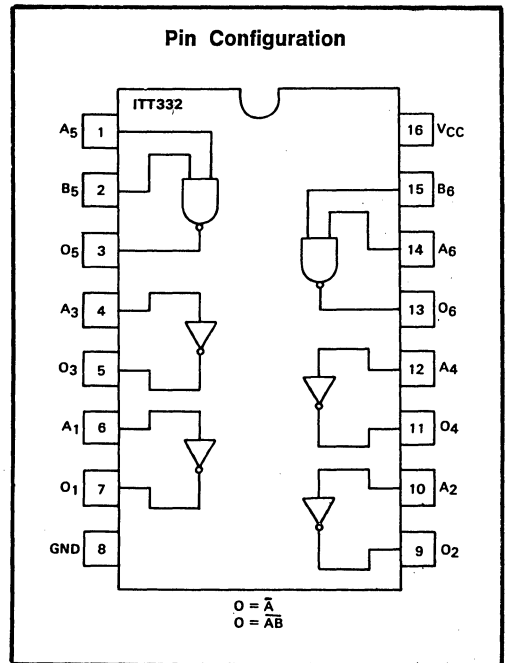 Pin Configuration
ITT332
A5 1
B5 2
O5 3
A3 4
O3 5
A1 6
O1 7
GND 8
16 VCC
15 B6
14 A6
13 O6
12 A4
11 O4
10 A2
9 O2
O = A̅
O = A̅B̅